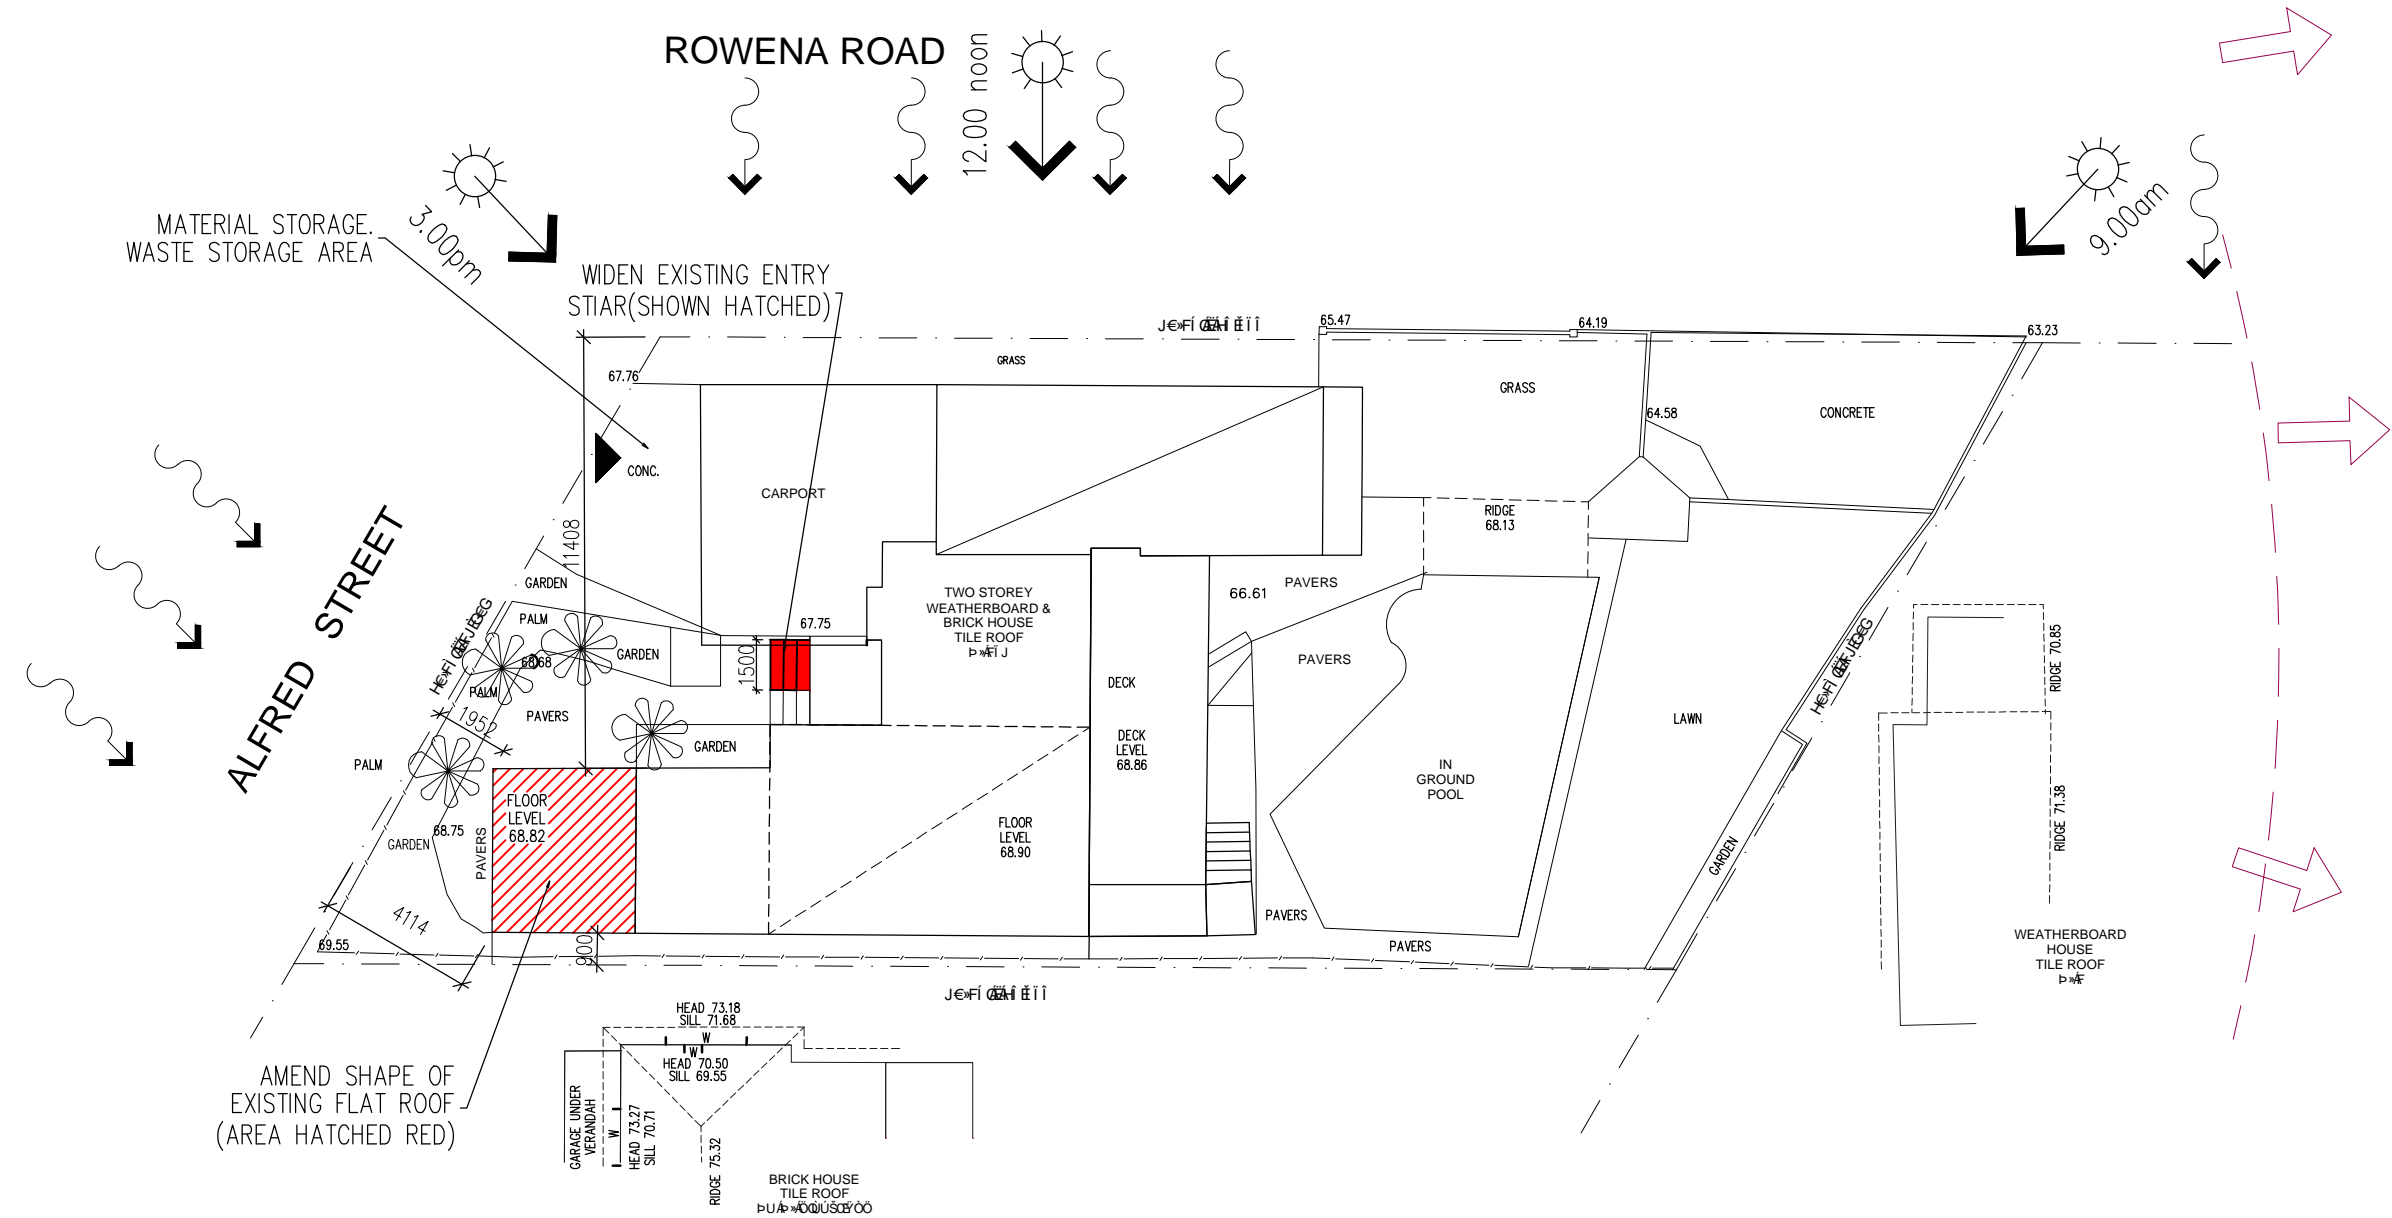 ROWENA ROAD
12.00 noon
3.00pm
9.00am
MATERIAL STORAGE.
WASTE STORAGE AREA
WIDEN EXISTING ENTRY
STIAR(SHOWN HATCHED)
65.47
64.19
63.23
GRASS
67.76
GRASS
64.58
CONCRETE
CONC.
CARPORT
RIDGE
68.13
11408
ALFRED STREET
GARDEN
PALM
GARDEN
68.68
PALM
1952
PAVERS
GARDEN
PALM
67.75
1500
TWO STOREY
WEATHERBOARD &
BRICK HOUSE
TILE ROOF
66.61
PAVERS
PAVERS
DECK
DECK
LEVEL
68.86
LAWN
IN
GROUND
POOL
FLOOR
LEVEL
68.82
FLOOR
LEVEL
68.90
68.75
GARDEN
PAVERS
GARDEN
4114
69.55
900
PAVERS
PAVERS
RIDGE 70.85
RIDGE 71.38
WEATHERBOARD
HOUSE
TILE ROOF
AMEND SHAPE OF
EXISTING FLAT ROOF
(AREA HATCHED RED)
HEAD 73.18
SILL 71.68
W
W
HEAD 70.50
SILL 69.55
GARAGE UNDER
VERANDAH
W
HEAD 73.27
SILL 70.71
RIDGE 75.32
BRICK HOUSE
TILE ROOF